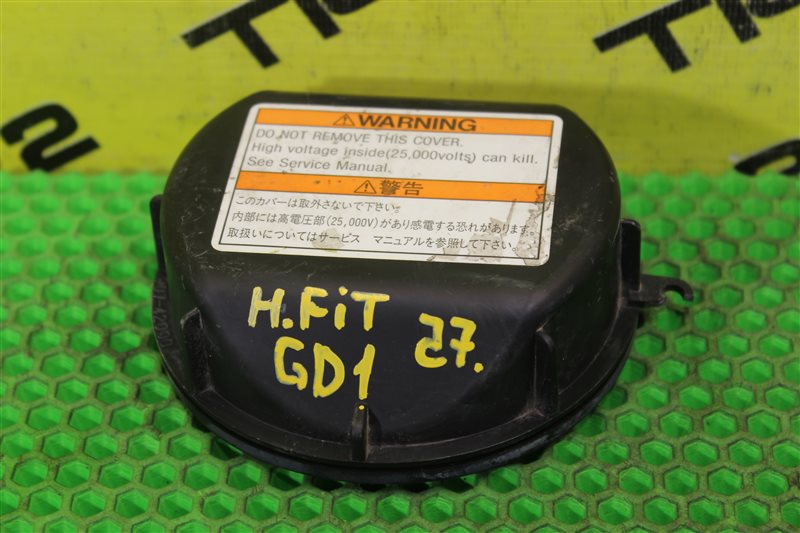 ⚠WARNING
DO NOT REMOVE THIS COVER.
High voltage inside(25,000volts) can kill.
See Service Manual.
⚠警告
このカバーは取外さないで下さい。
内部には高電圧部(25,000V)があり感電する恐れがあります。
取扱いについてはサービス マニュアルを参照して下さい。
H.FiT 27.
GD1